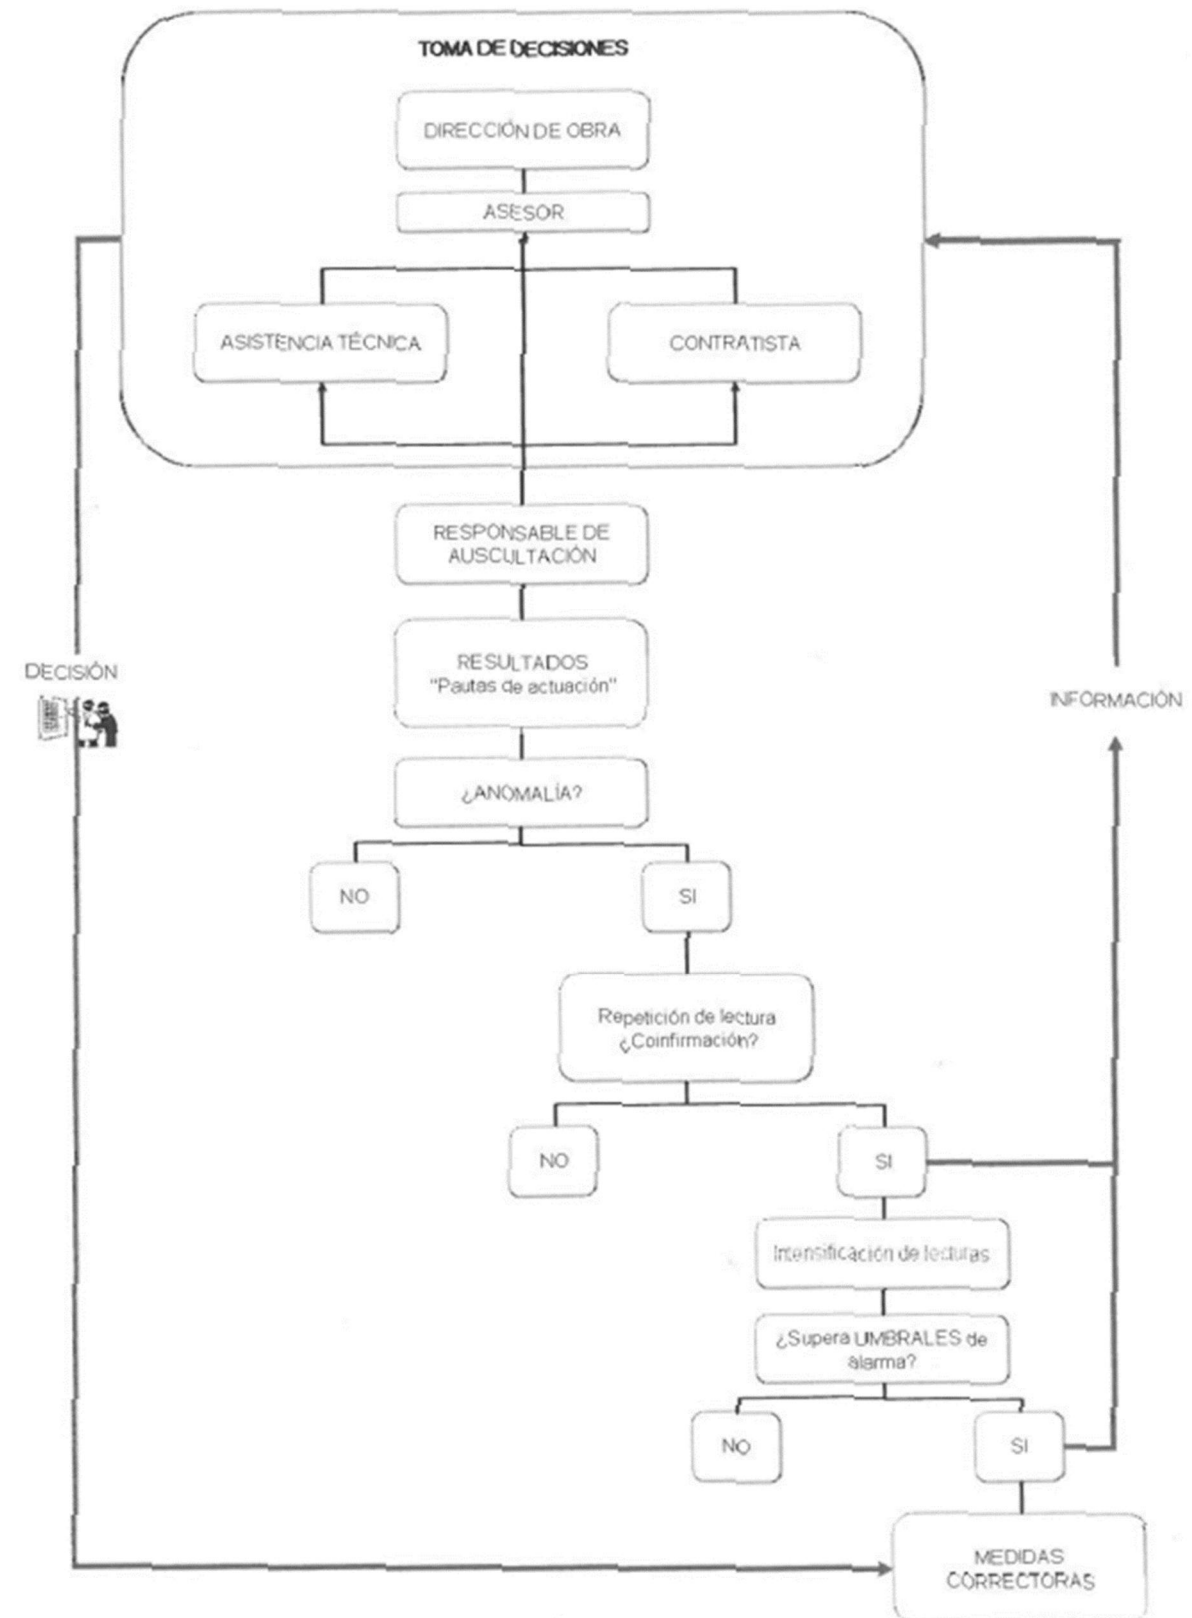 TOMA DE DECISIONES
DIRECCIÓN DE OBRA
ASESOR
ASISTENCIA TÉCNICA
CONTRATISTA
RESPONSABLE DE
AUSCULTACIÓN
RESULTADOS
"Pautas de actuación"
DECISIÓN
INFORMACIÓN
¿ANOMALÍA?
NO
SI
Repetición de lectura
¿Coinfirmación?
NO
SI
Intensificación de lecturas
¿Supera UMBRALES de
alarma?
NO
SI
MEDIDAS
CORRECTORAS